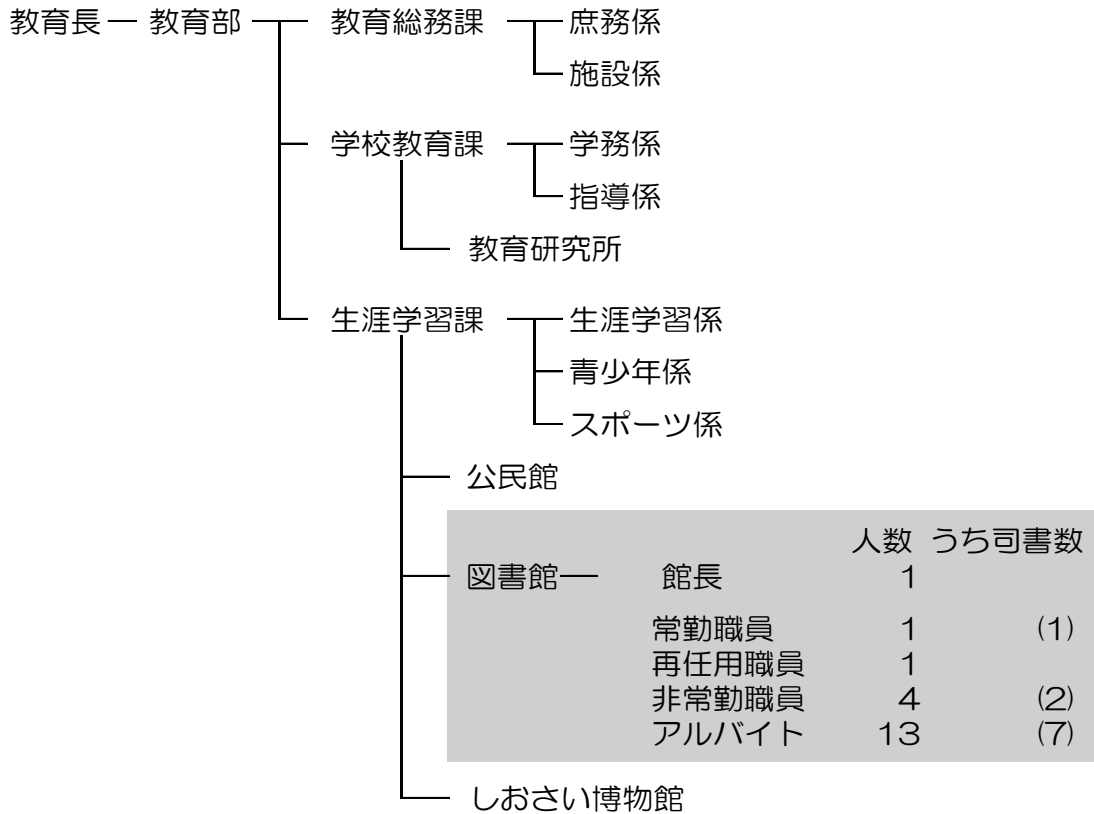 教育長 教育部 教育総務課 庶務係
施設係
学校教育課 学務係
指導係
教育研究所
生涯学習課 生涯学習係
青少年係
スポーツ係
公民館
人数 うち司書数
図書館 館長 1
常勤職員 1 (1)
再任用職員 1
非常勤職員 4 (2)
アルバイト 13 (7)
しおさい博物館